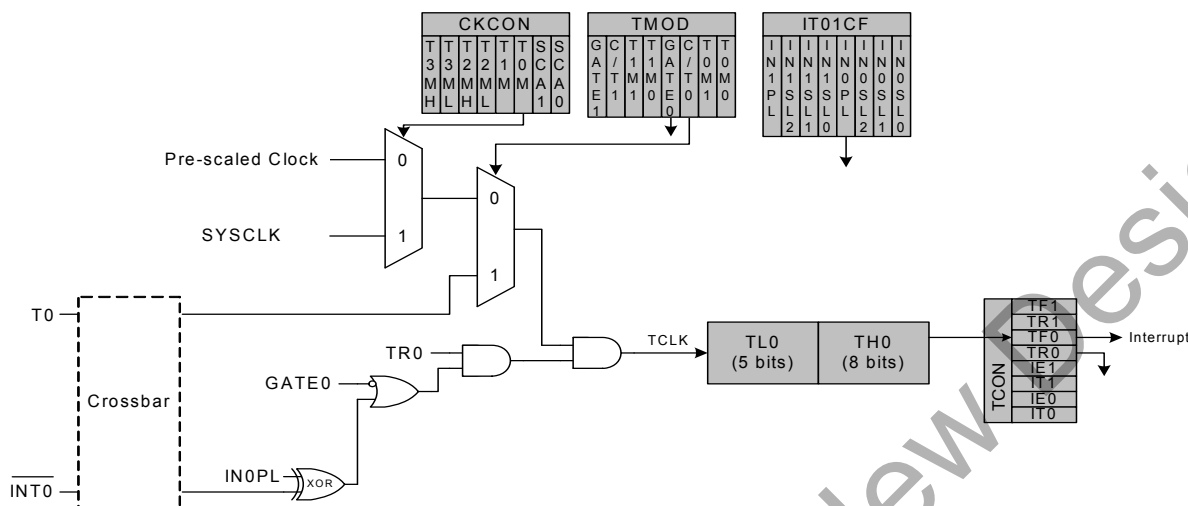 CKCON
T3MH
T3ML
T2MH
T2ML
T1M
T0M
SCA1
SCA0
TMOD
GATE1
C/T1
T1M1
T1M0
GATE0
C/T0
T0M1
T0M0
IT01CF
IN1PL
IN1SL2
IN1SL1
IN1SL0
IN0PL
IN0SL2
IN0SL1
IN0SL0
Pre-scaled Clock
0
SYSCLK
1
0
1
T0
Crossbar
INT0
TR0
GATE0
IN0PL
XOR
TCLK
TL0
(5 bits)
TH0
(8 bits)
TCON
TF1
TR1
TF0
TR0
IE1
IT1
IE0
IT0
Interrupt
ew Desi